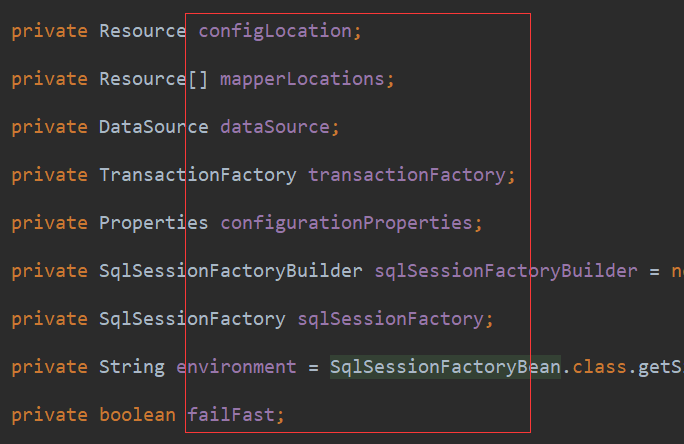 private Resource configLocation;
private Resource[] mapperLocations;
private DataSource dataSource;
private TransactionFactory transactionFactory;
private Properties configurationProperties;
private SqlSessionFactoryBuilder sqlSessionFactoryBuilder = ne
private SqlSessionFactory sqlSessionFactory;
private String environment = SqlSessionFactoryBean.class.getS
private boolean failFast;